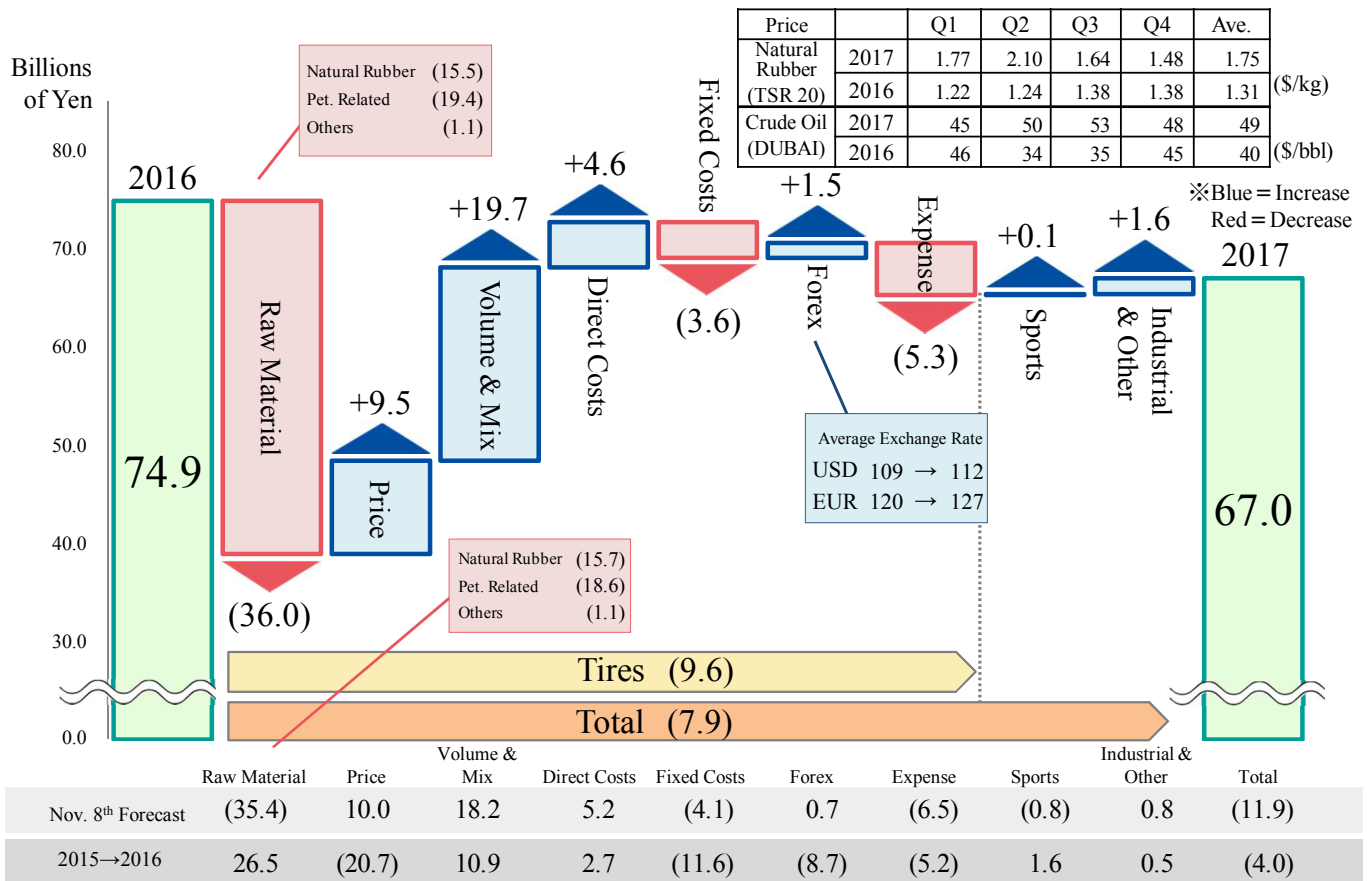 Billions
of Yen
80.0
70.0
60.0
50.0
40.0
30.0
0.0
Price Q1 Q2 Q3 Q4 Ave.
Natural Rubber (TSR 20) 2017 1.77 2.10 1.64 1.48 1.75
2016 1.22 1.24 1.38 1.38 1.31
($/kg)
Crude Oil (DUBAI) 2017 45 50 53 48 49
2016 46 34 35 45 40
($/bbl)
※Blue = Increase
Red = Decrease
Natural Rubber (15.5)
Pet. Related (19.4)
Others (1.1)
2016
74.9
Raw Material
(36.0)
+9.5
Price
+19.7
Volume & Mix
+4.6
Direct Costs
Fixed Costs
(3.6)
+1.5
Forex
Expense
(5.3)
+0.1
Sports
+1.6
Industrial
& Other
2017
67.0
Average Exchange Rate
USD 109 → 112
EUR 120 → 127
Natural Rubber (15.7)
Pet. Related (18.6)
Others (1.1)
Tires (9.6)
Total (7.9)
Raw Material Price Volume & Mix Direct Costs Fixed Costs Forex Expense Sports Industrial & Other Total
Nov. 8th Forecast (35.4) 10.0 18.2 5.2 (4.1) 0.7 (6.5) (0.8) 0.8 (11.9)
2015→2016 26.5 (20.7) 10.9 2.7 (11.6) (8.7) (5.2) 1.6 0.5 (4.0)